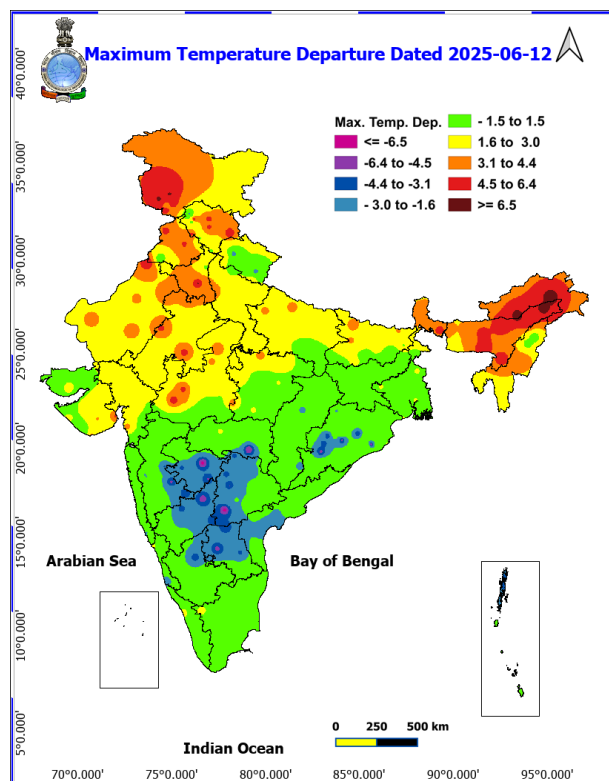 Maximum Temperature Departure Dated 2025-06-12
Max. Temp. Dep.
<= -6.5
-6.4 to -4.5
-4.4 to -3.1
- 3.0 to -1.6
- 1.5 to 1.5
1.6 to 3.0
3.1 to 4.4
4.5 to 6.4
>= 6.5
40°0.000'
35°0.000'
30°0.000'
25°0.000'
20°0.000'
15°0.000'
10°0.000'
5°0.000'
Arabian Sea
Bay of Bengal
Indian Ocean
0 250 500 km
70°0.000' 75°0.000' 80°0.000' 85°0.000' 90°0.000' 95°0.000'